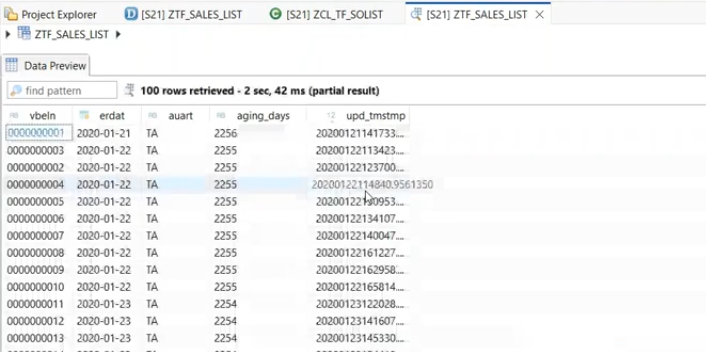 Project Explorer [S21] ZTF_SALES_LIST [S21] ZCL_TF_SOLIST [S21] ZTF_SALES_LIST
ZTF_SALES_LIST
Data Preview
find pattern 100 rows retrieved - 2 sec, 42 ms (partial result)
vbeln erdat auart aging_days upd_tmstmp
0000000001 2020-01-21 TA 2256 20200121141733...
0000000003 2020-01-22 TA 2255 20200122113423...
0000000002 2020-01-22 TA 2255 20200122123700...
0000000004 2020-01-22 TA 2255 20200122114840.9561350
0000000005 2020-01-22 TA 2255
0000000006 2020-01-22 TA 2255 20200122134107...
0000000007 2020-01-22 TA 2255 20200122140047...
0000000008 2020-01-22 TA 2255 20200122161227...
0000000009 2020-01-22 TA 2255 20200122162958...
0000000010 2020-01-22 TA 2255 20200122165814...
0000000011 2020-01-23 TA 2254 20200123122028...
0000000012 2020-01-23 TA 2254 20200123141607...
0000000013 2020-01-23 TA 2254 20200123145330...